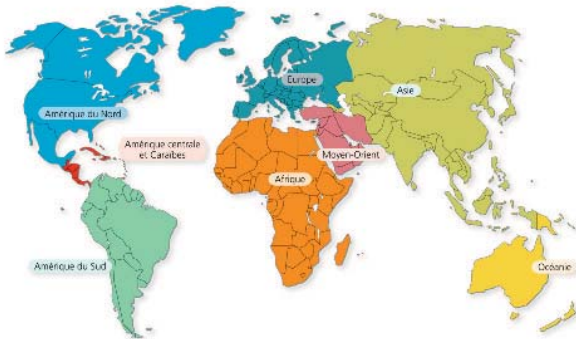 Europe
Asie
Amérique du Nord
Amérique centrale
et Caraïbes
Moyen-Orient
Afrique
Amérique du Sud
Océanie